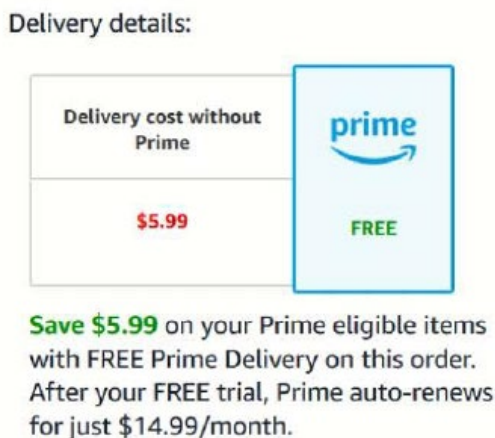 Delivery details:
Delivery cost without
Prime
prime
$5.99
FREE
Save $5.99 on your Prime eligible items
with FREE Prime Delivery on this order.
After your FREE trial, Prime auto-renews
for just $14.99/month.